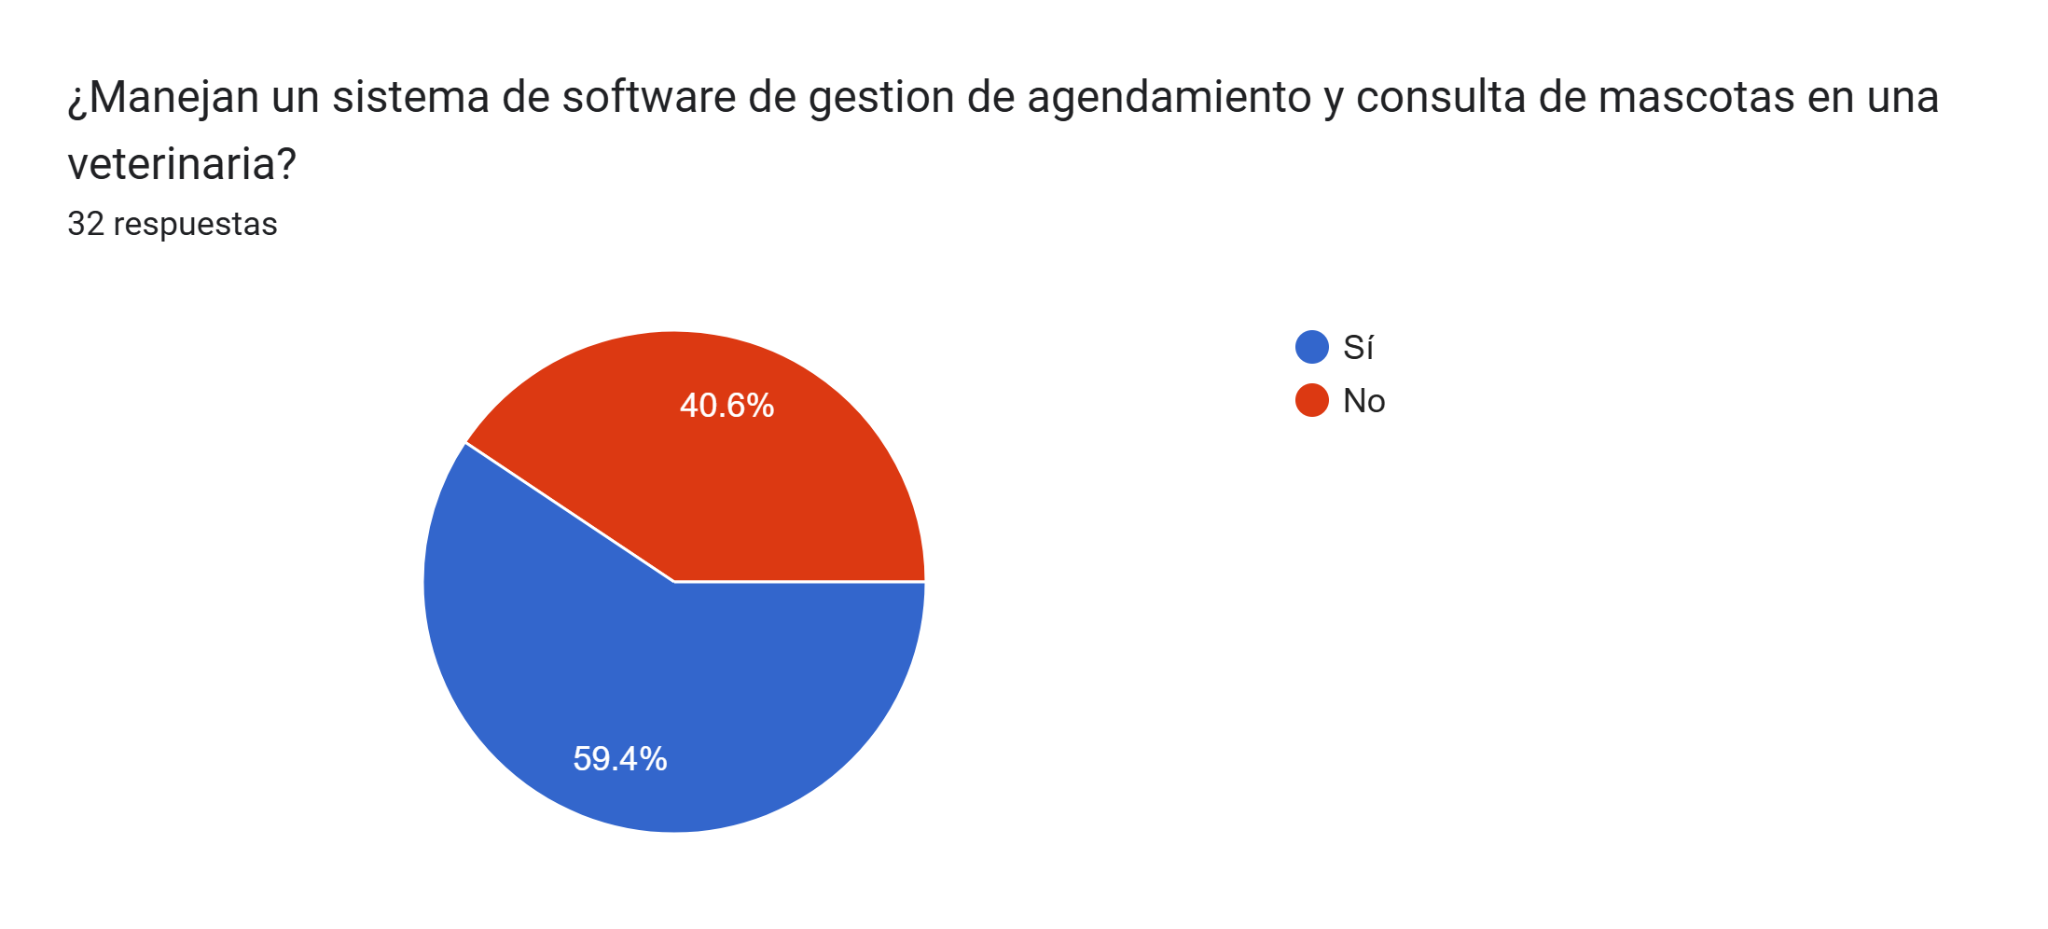 ¿Manejan un sistema de software de gestion de agendamiento y consulta de mascotas en una
veterinaria?
32 respuestas
Sí
No
40.6%
59.4%